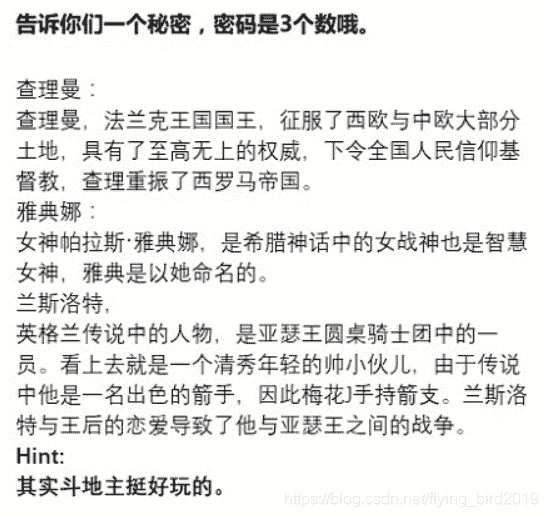 告诉你们一个秘密，密码是3个数哦。
查理曼：
查理曼，法兰克王国国王，征服了西欧与中欧大部分
土地，具有了至高无上的权威，下令全国人民信仰基
督教，查理重振了西罗马帝国。
雅典娜：
女神帕拉斯·雅典娜，是希腊神话中的女战神也是智慧
女神，雅典是以她命名的。
兰斯洛特，
英格兰传说中的人物，是亚瑟王圆桌骑士团中的一
员。看上去就是一个清秀年轻的帅小伙儿，由于传说
中他是一名出色的箭手，因此梅花J手持箭支。兰斯洛
特与王后的恋爱导致了他与亚瑟王之间的战争。
Hint:
其实斗地主挺好玩的。
https://blog.csdn.net/flying_bird2019